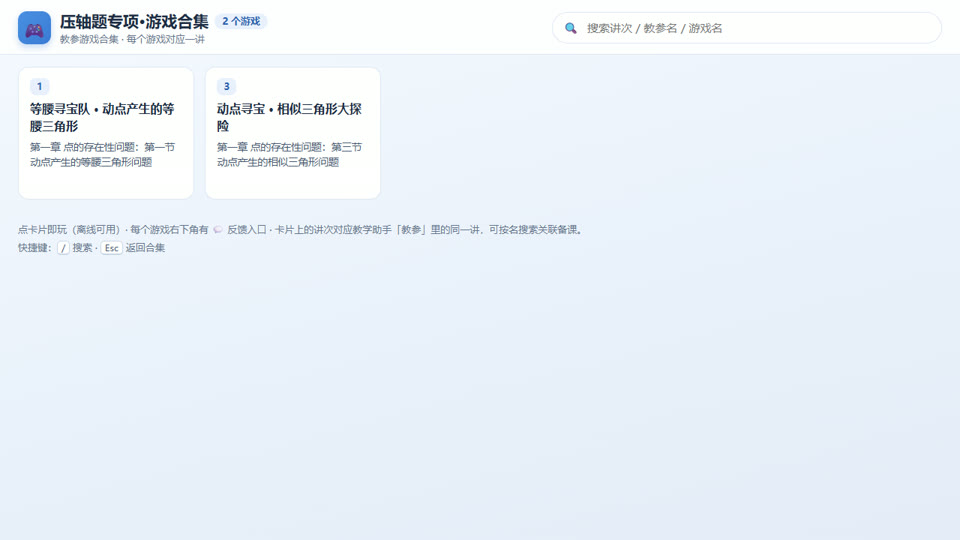 压轴题专项·游戏合集 2 个游戏
教参游戏合集 · 每个游戏对应一讲
搜索讲次 / 教参名 / 游戏名
1
等腰寻宝队 · 动点产生的等
腰三角形
第一章 点的存在性问题：第一节
动点产生的等腰三角形问题
3
动点寻宝 · 相似三角形大探
险
第一章 点的存在性问题：第三节
动点产生的相似三角形问题
点卡片即玩（离线可用）· 每个游戏右下角有 💬 反馈入口 · 卡片上的讲次对应教学助手「教参」里的同一讲，可按名搜索关联备课。
快捷键： / 搜索 · Esc 返回合集